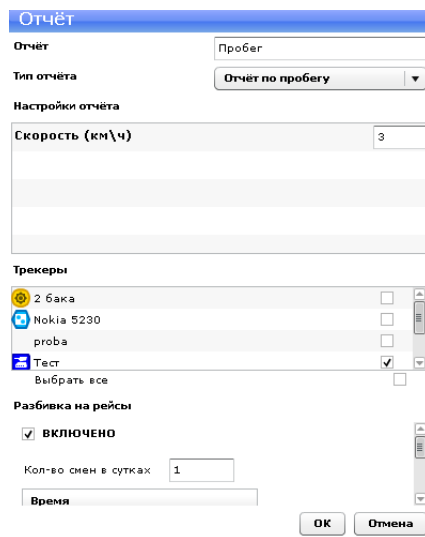 Отчёт
Отчёт Пробег
Тип отчёта Отчёт по пробегу
Настройки отчёта
Скорость (км\ч) 3
Трекеры
2 бака
Nokia 5230
proba
Тест
Выбрать все
Разбивка на рейсы
ВКЛЮЧЕНО
Кол-во смен в сутках 1
Время
OK Отмена